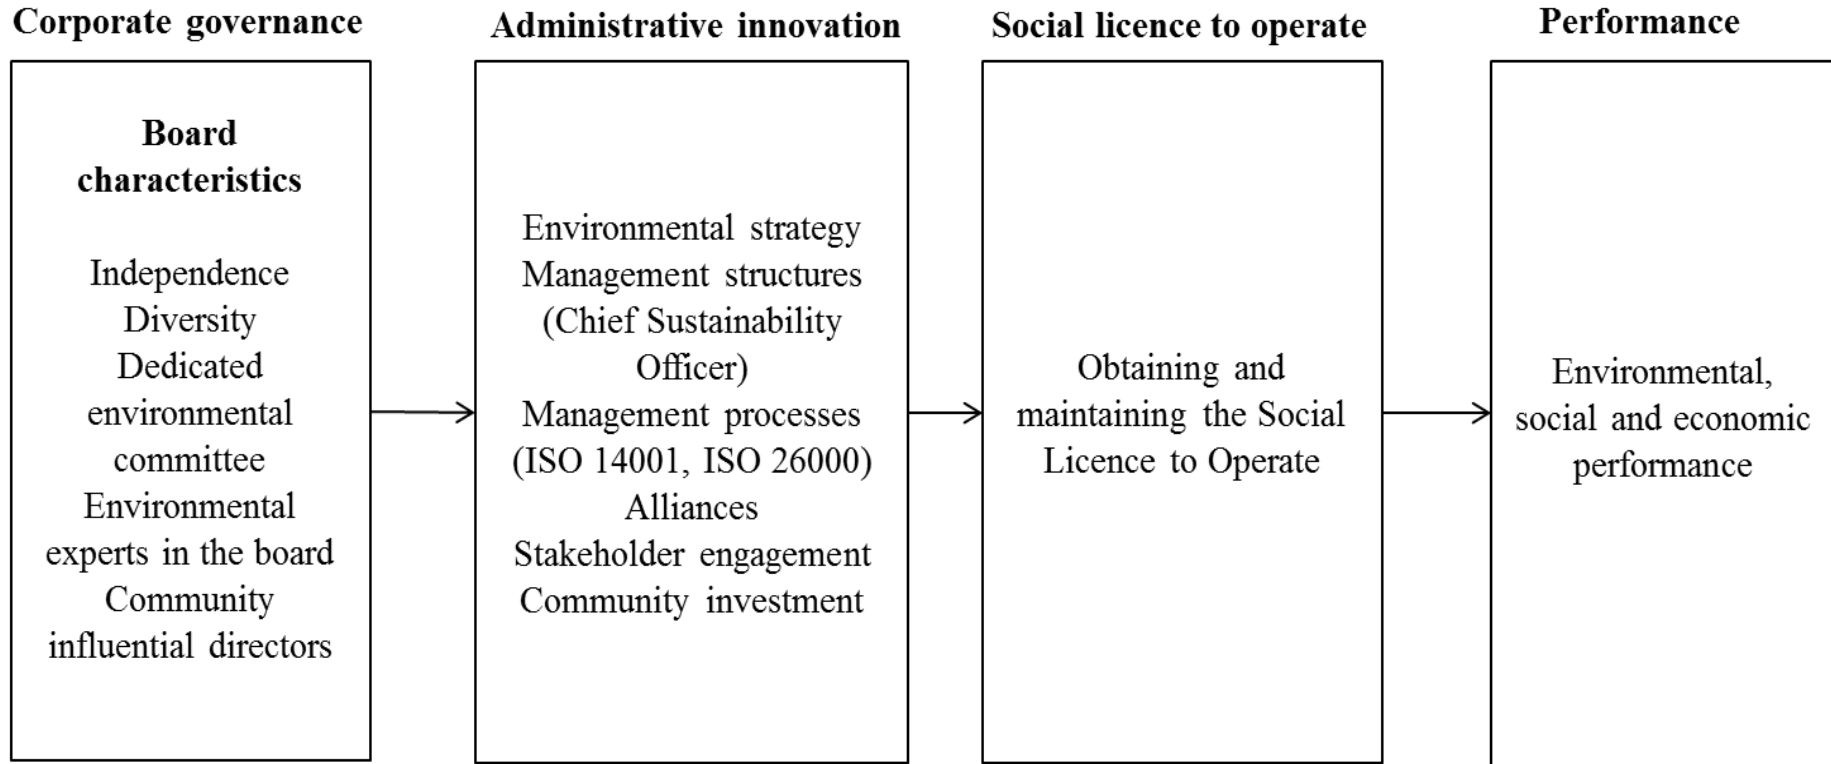 Corporate governance
Administrative innovation
Social licence to operate
Performance
Board
characteristics
Independence
Diversity
Dedicated
environmental
committee
Environmental
experts in the board
Community
influential directors
Environmental strategy
Management structures
(Chief Sustainability
Officer)
Management processes
(ISO 14001, ISO 26000)
Alliances
Stakeholder engagement
Community investment
Obtaining and
maintaining the Social
Licence to Operate
Environmental,
social and economic
performance